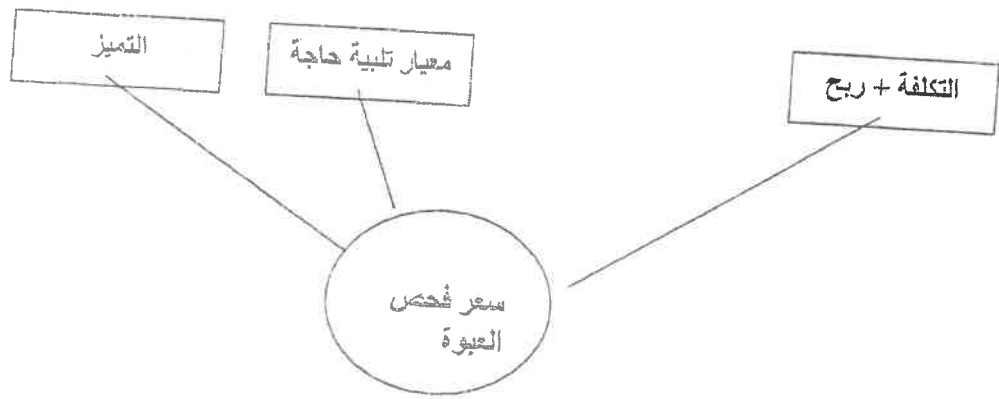 التكلفة + ربح
معيار تلبية حاجة
التميز
سعر فحص
العبوة